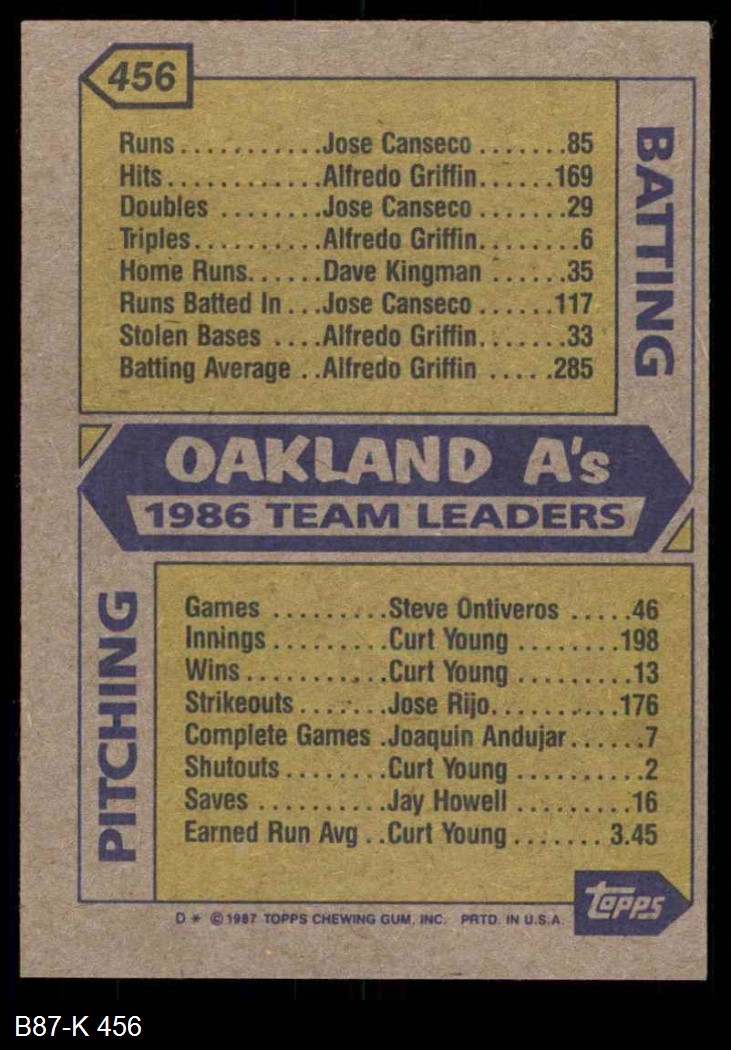 456
BATTING
Runs...........Jose Canseco.......85
Hits............Alfredo Griffin......169
Doubles ........Jose Canseco.......29
Triples..........Alfredo Griffin........6
Home Runs......Dave Kingman ......35
Runs Batted In...Jose Canseco......117
Stolen Bases ....Alfredo Griffin.......33
Batting Average ..Alfredo Griffin .....285
OAKLAND A's
1986 TEAM LEADERS
PITCHING
Games .........Steve Ontiveros .....46
Innings.........Curt Young ........198
Wins...........Curt Young .........13
Strikeouts.......Jose Rijo..........176
Complete Games .Joaquin Andujar......7
Shutouts........Curt Young ..........2
Saves ..........Jay Howell .........16
Earned Run Avg ..Curt Young....... 3.45
topps
D * © 1987 TOPPS CHEWING GUM, INC. PRTD. IN U.S.A.
B87-K 456